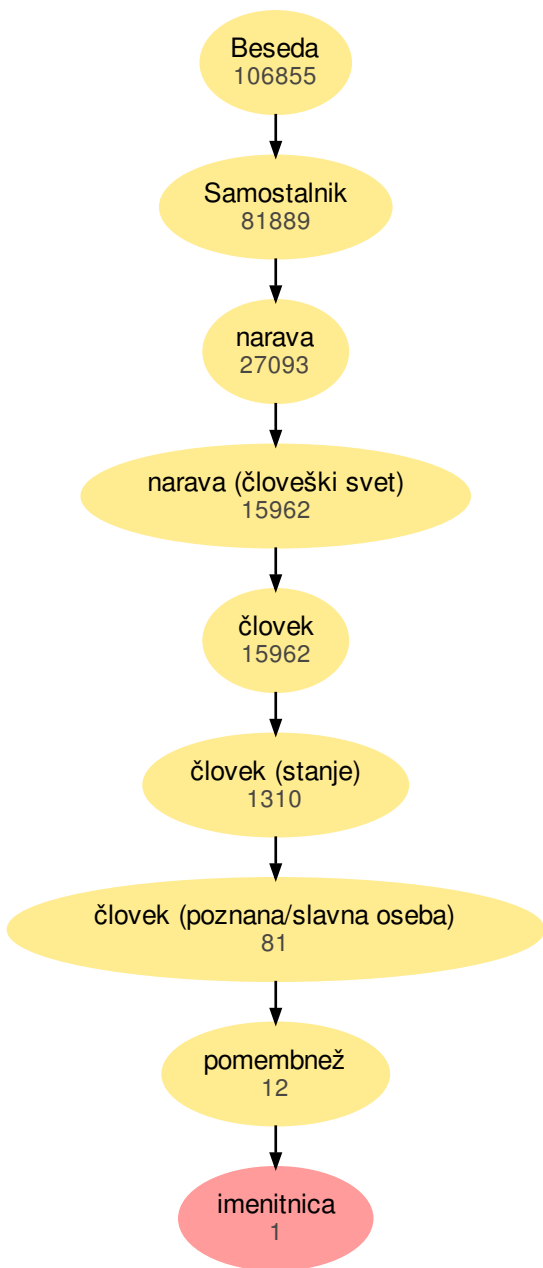 Beseda
106855
Samostalnik
81889
narava
27093
narava (človeški svet)
15962
človek
15962
človek (stanje)
1310
človek (poznana/slavna oseba)
81
pomembnež
12
imenitnica
1